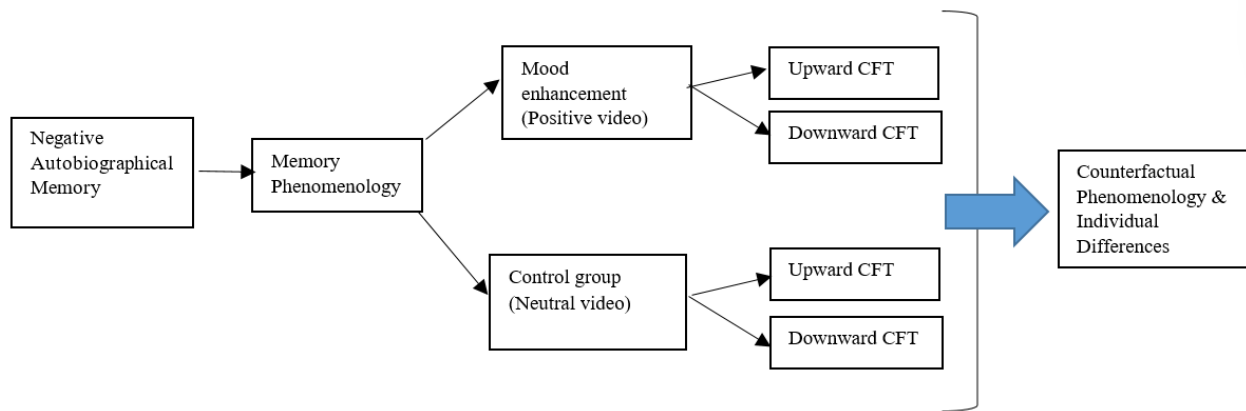 Negative
Autobiographical
Memory
Memory
Phenomenology
Mood
enhancement
(Positive video)
Upward CFT
Downward CFT
Control group
(Neutral video)
Upward CFT
Downward CFT
Counterfactual
Phenomenology &
Individual
Differences